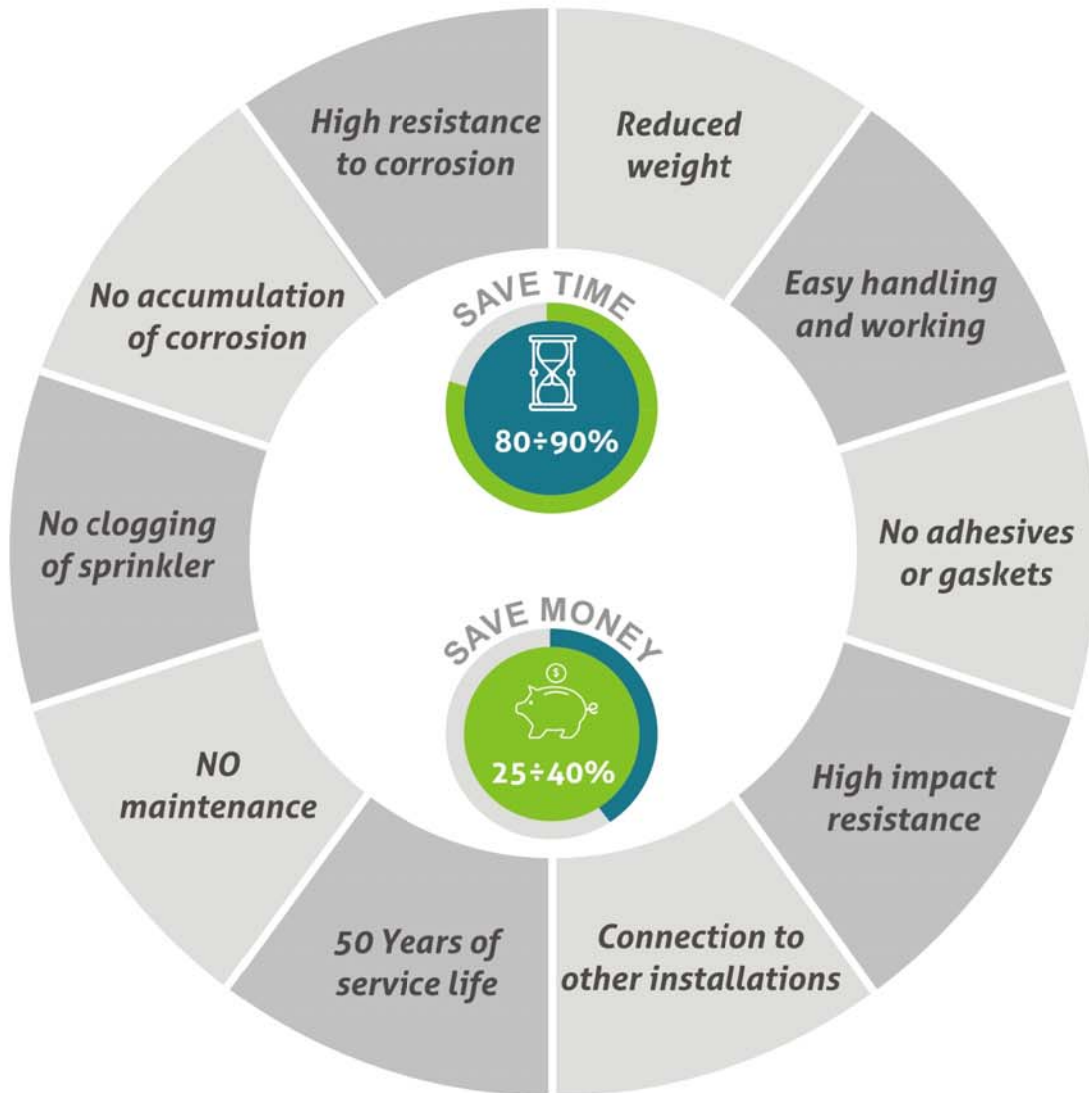 Reduced
weight
Easy handling
and working
No adhesives
or gaskets
High impact
resistance
Connection to
other installations
50 Years of
service life
NO
maintenance
No clogging
of sprinkler
No accumulation
of corrosion
High resistance
to corrosion
SAVE TIME
80÷90%
SAVE MONEY
$
25÷40%